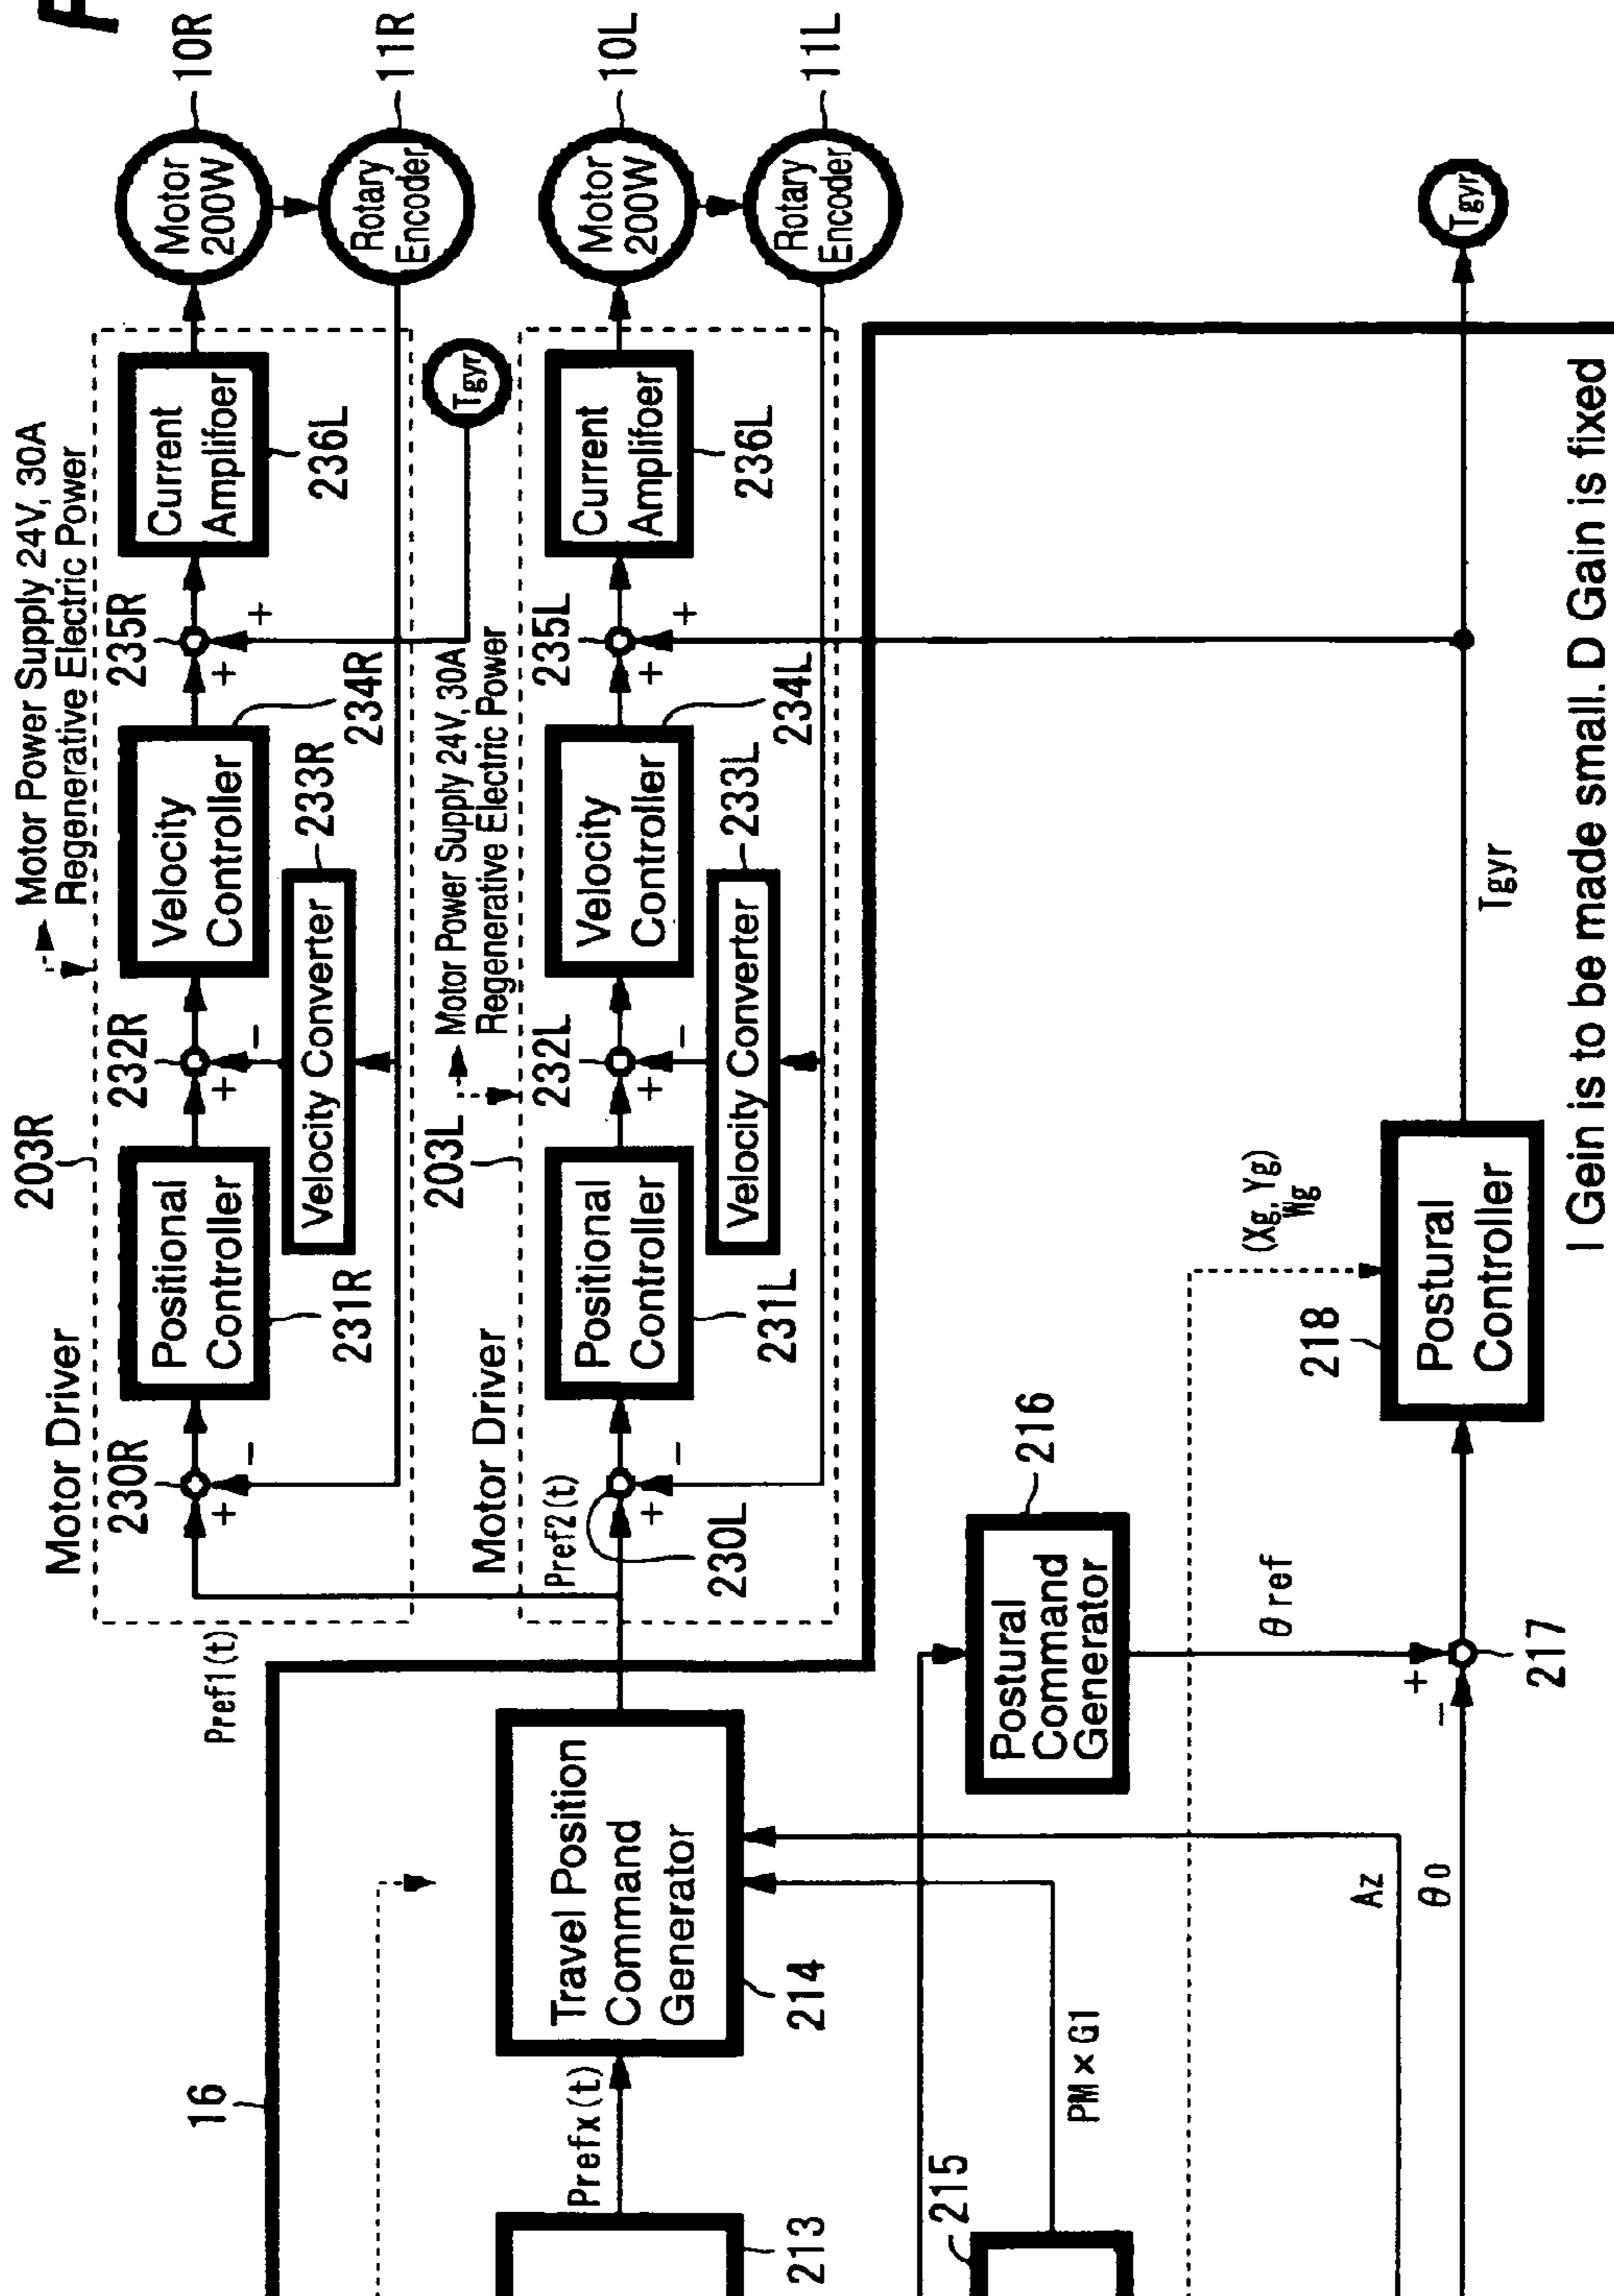 F
Motor Power Supply 24V, 30A
Regenerative Electric Power
203R
Motor Driver
230R
+
−
Positional
Controller
231R
232R
+
−
Velocity
Controller
234R
Velocity Converter
233R
235R
+
+
Current
Amplifoer
236L
Motor
200W
10R
Rotary
Encoder
11R
Tgyr
Motor Power Supply 24V, 30A
Regenerative Electric Power
203L
Motor Driver
Pref1(t)
Pref2(t)
230L
+
−
Positional
Controller
231L
232L
+
−
Velocity
Controller
234L
Velocity Converter
233L
235L
+
+
Current
Amplifoer
236L
Motor
200W
10L
Rotary
Encoder
11L
16
213
Prefx(t)
Travel Position
Command
Generator
214
215
PM×G1
Postural
Command
Generator
216
θref
Az
θ0
+
−
217
(Xg, Yg)
Wg
218
Postural
Controller
Tgyr
Tgyr
I Gein is to be made small. D Gain is fixed